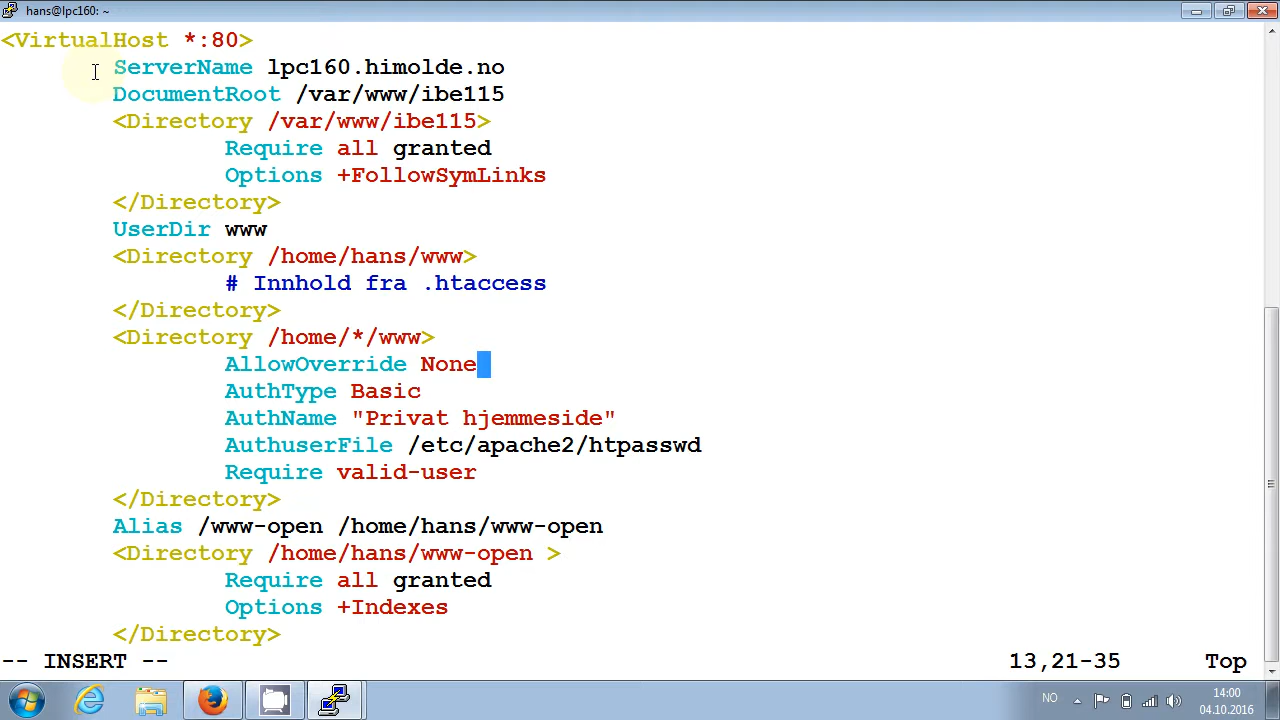 hans@lpc160: ~
<VirtualHost *:80>
ServerName lpc160.himolde.no
DocumentRoot /var/www/ibe115
<Directory /var/www/ibe115>
Require all granted
Options +FollowSymLinks
</Directory>
UserDir www
<Directory /home/hans/www>
# Innhold fra .htaccess
</Directory>
<Directory /home/*/www>
AllowOverride None
AuthType Basic
AuthName "Privat hjemmeside"
AuthuserFile /etc/apache2/htpasswd
Require valid-user
</Directory>
Alias /www-open /home/hans/www-open
<Directory /home/hans/www-open >
Require all granted
Options +Indexes
</Directory>
-- INSERT -- 13,21-35 Top
NO 14:00
04.10.2016